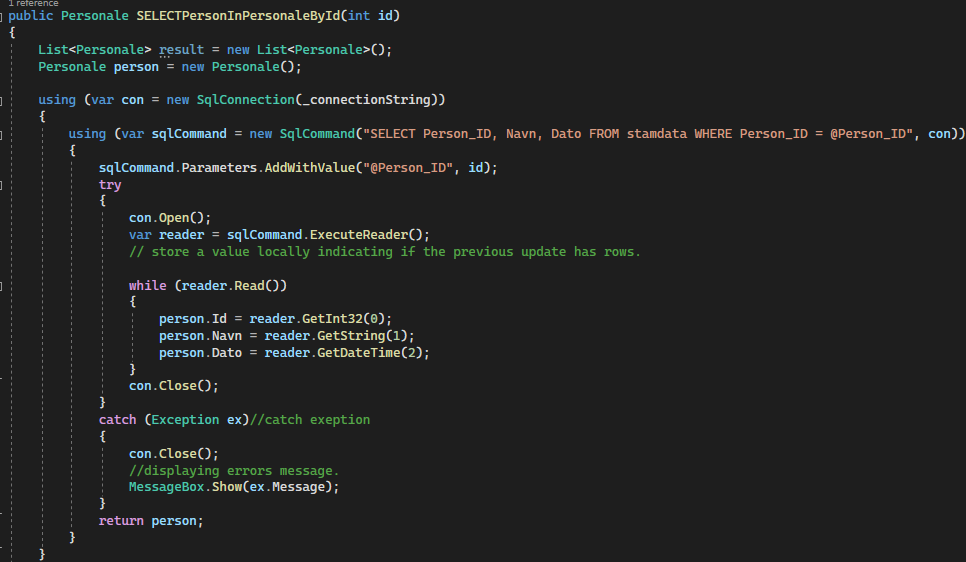 1 reference
public Personale SELECTPersonInPersonaleById(int id)
{
List<Personale> result = new List<Personale>();
Personale person = new Personale();
using (var con = new SqlConnection(_connectionString))
{
using (var sqlCommand = new SqlCommand("SELECT Person_ID, Navn, Dato FROM stamdata WHERE Person_ID = @Person_ID", con))
{
sqlCommand.Parameters.AddWithValue("@Person_ID", id);
try
{
con.Open();
var reader = sqlCommand.ExecuteReader();
// store a value locally indicating if the previous update has rows.
while (reader.Read())
{
person.Id = reader.GetInt32(0);
person.Navn = reader.GetString(1);
person.Dato = reader.GetDateTime(2);
}
con.Close();
}
catch (Exception ex)//catch exeption
{
con.Close();
//displaying errors message.
MessageBox.Show(ex.Message);
}
return person;
}
}